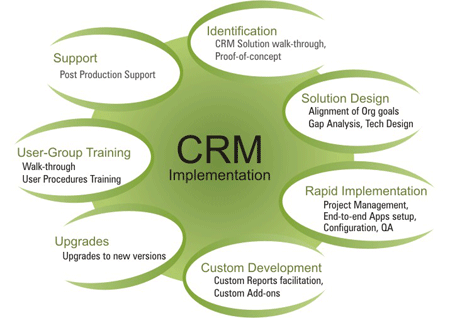 Identification
CRM Solution walk-through,
Proof-of-concept
Support
Post Production Support
Solution Design
Alignment of Org goals
Gap Analysis, Tech Design
User-Group Training
Walk-through
User Procedures Training
CRM
Implementation
Rapid Implementation
Project Management,
End-to-end Apps setup,
Configuration, QA
Upgrades
Upgrades to new versions
Custom Development
Custom Reports facilitation,
Custom Add-ons